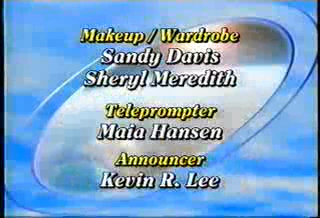 Makeup / Wardrobe
Sandy Davis
Sheryl Meredith
Teleprompter
Maia Hansen
Announcer
Kevin R. Lee